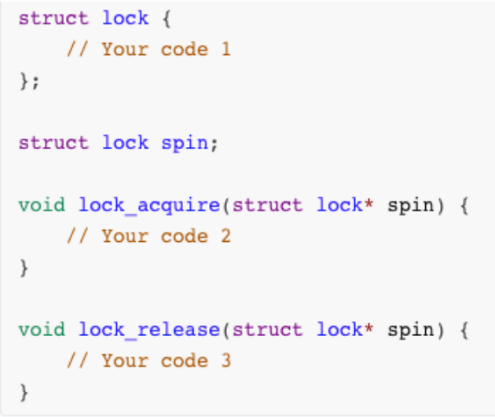 struct lock {
// Your code 1
};
struct lock spin;
void lock_acquire(struct lock* spin) {
// Your code 2
}
void lock_release(struct lock* spin) {
// Your code 3
}